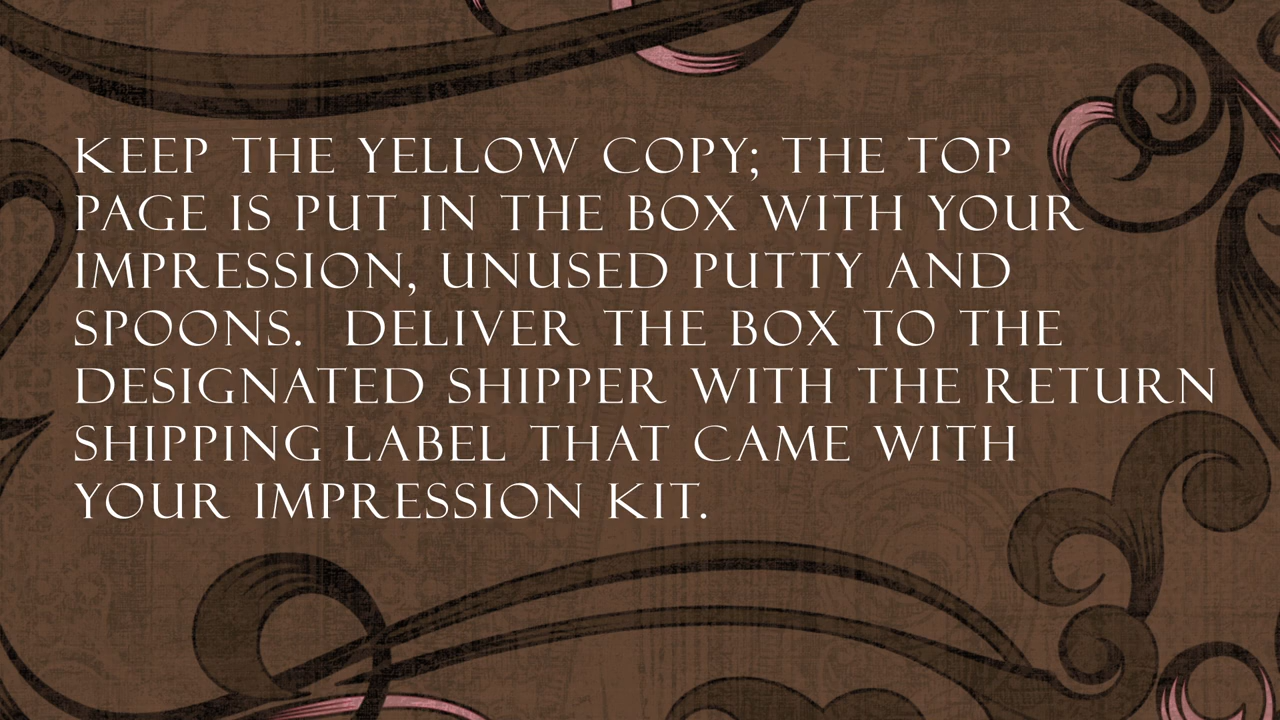 KEEP THE YELLOW COPY; THE TOP
PAGE IS PUT IN THE BOX WITH YOUR
IMPRESSION, UNUSED PUTTY AND
SPOONS.  DELIVER THE BOX TO THE
DESIGNATED SHIPPER WITH THE RETURN
SHIPPING LABEL THAT CAME WITH
YOUR IMPRESSION KIT.